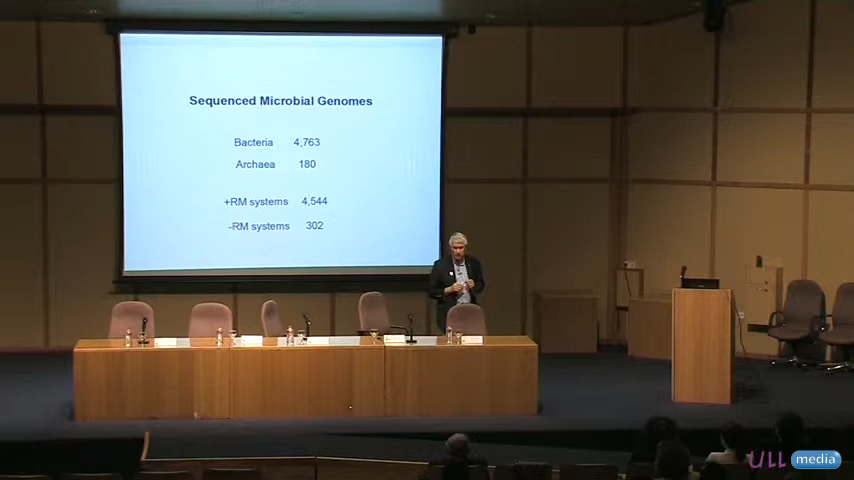 Sequenced Microbial Genomes
Bacteria 4,763
Archaea 180
+RM systems 4,544
-RM systems 302
ULL media